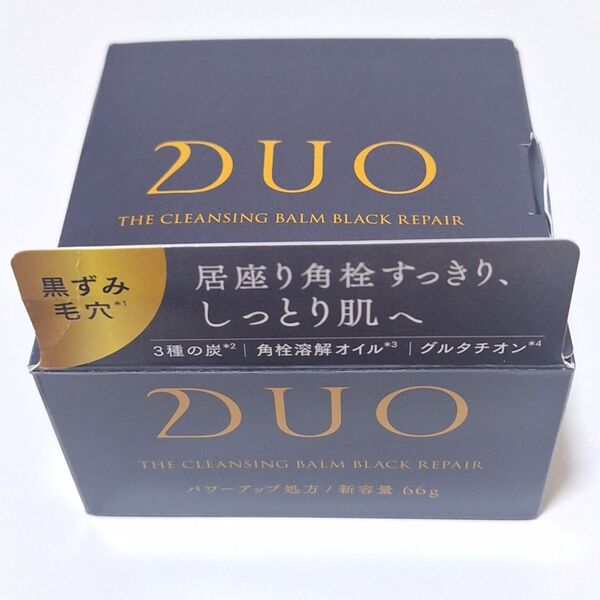 DUO
THE CLEANSING BALM BLACK REPAIR
黒ずみ
毛穴*1
居座り角栓すっきり、
しっとり肌へ
3種の炭*2 | 角栓溶解オイル*3 | グルタチオン*4
DUO
THE CLEANSING BALM BLACK REPAIR
パワーアップ処方 / 新容量 66g